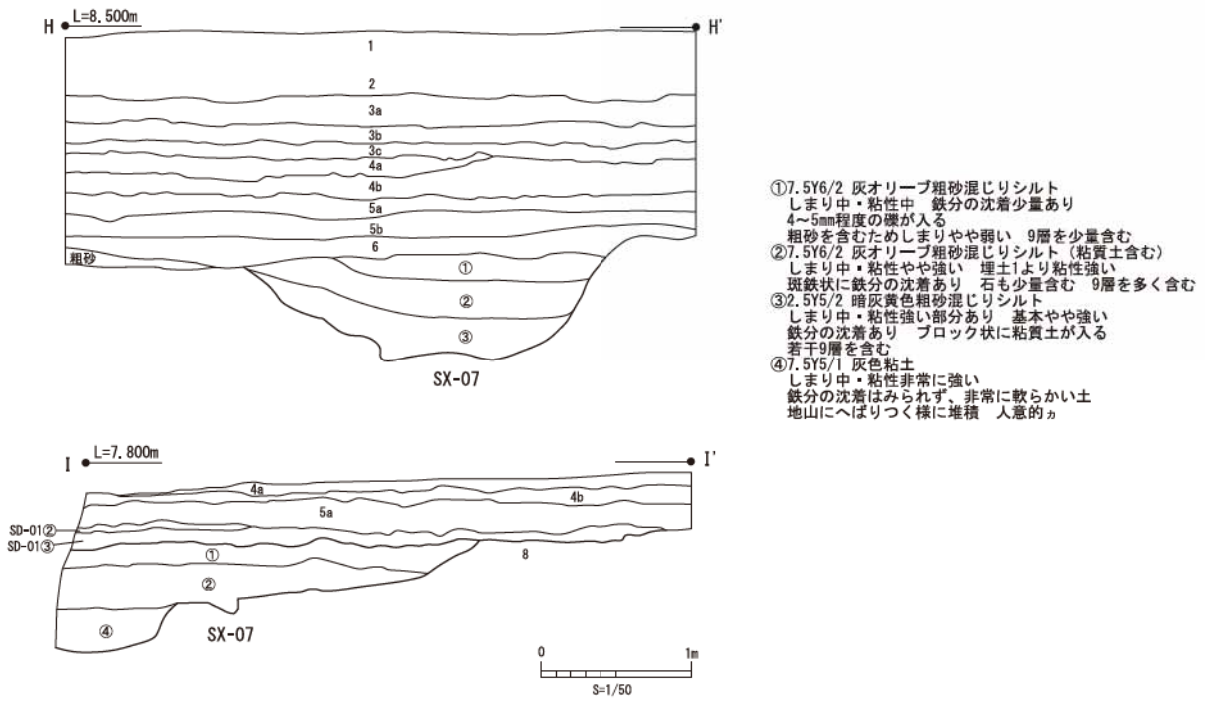 H L=8.500m H'
1
2
3a
3b
3c
4a
4b
5a
5b
6
粗砂
①
②
③
SX-07
①7.5Y6/2 灰オリーブ粗砂混じりシルト
しまり中・粘性中 鉄分の沈着少量あり
4～5mm程度の礫が入る
粗砂を含むためしまりやや弱い 9層を少量含む
②7.5Y6/2 灰オリーブ粗砂混じりシルト（粘質土含む）
しまり中・粘性やや強い 埋土1より粘性強い
斑鉄状に鉄分の沈着あり 石も少量含む 9層を多く含む
③2.5Y5/2 暗灰黄色粗砂混じりシルト
しまり中・粘性強い部分あり 基本やや強い
鉄分の沈着あり ブロック状に粘質土が入る
若干9層を含む
④7.5Y5/1 灰色粘土
しまり中・粘性非常に強い
鉄分の沈着はみられず、非常に軟らかい土
地山にへばりつく様に堆積 人意的ヵ
I L=7.800m I'
4a
4b
5a
SD-01②
SD-01③
8
①
②
④
SX-07
0 1m
S=1/50